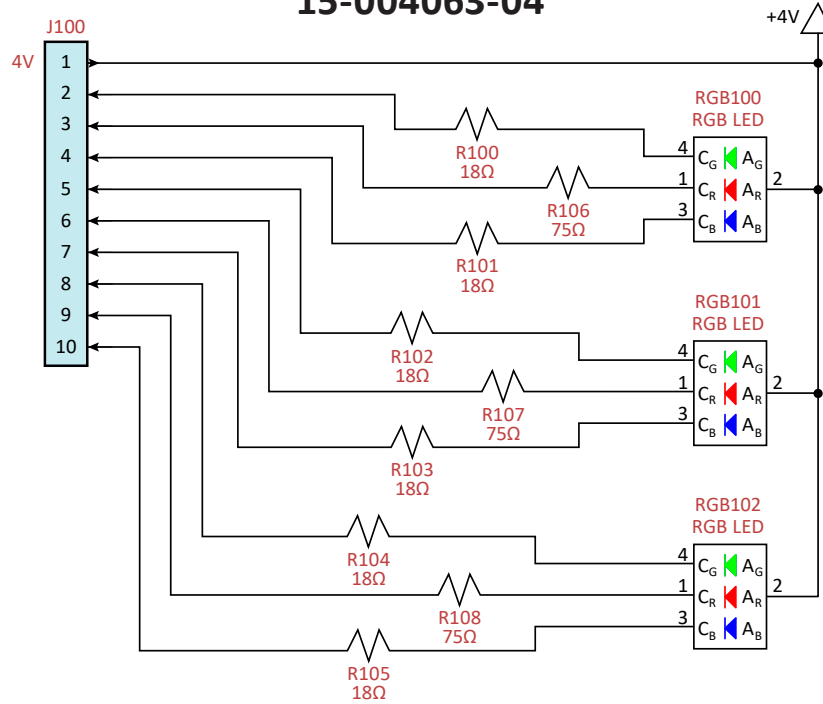 15-004063-04
J100
+4V
4V
1
2
3
4
5
6
7
8
9
10
R100
18Ω
R106
75Ω
R101
18Ω
RGB100
RGB LED
4
1
3
CG AG
CR AR
CB AB
2
R102
18Ω
R107
75Ω
R103
18Ω
RGB101
RGB LED
4
1
3
CG AG
CR AR
CB AB
2
R104
18Ω
R108
75Ω
R105
18Ω
RGB102
RGB LED
4
1
3
CG AG
CR AR
CB AB
2